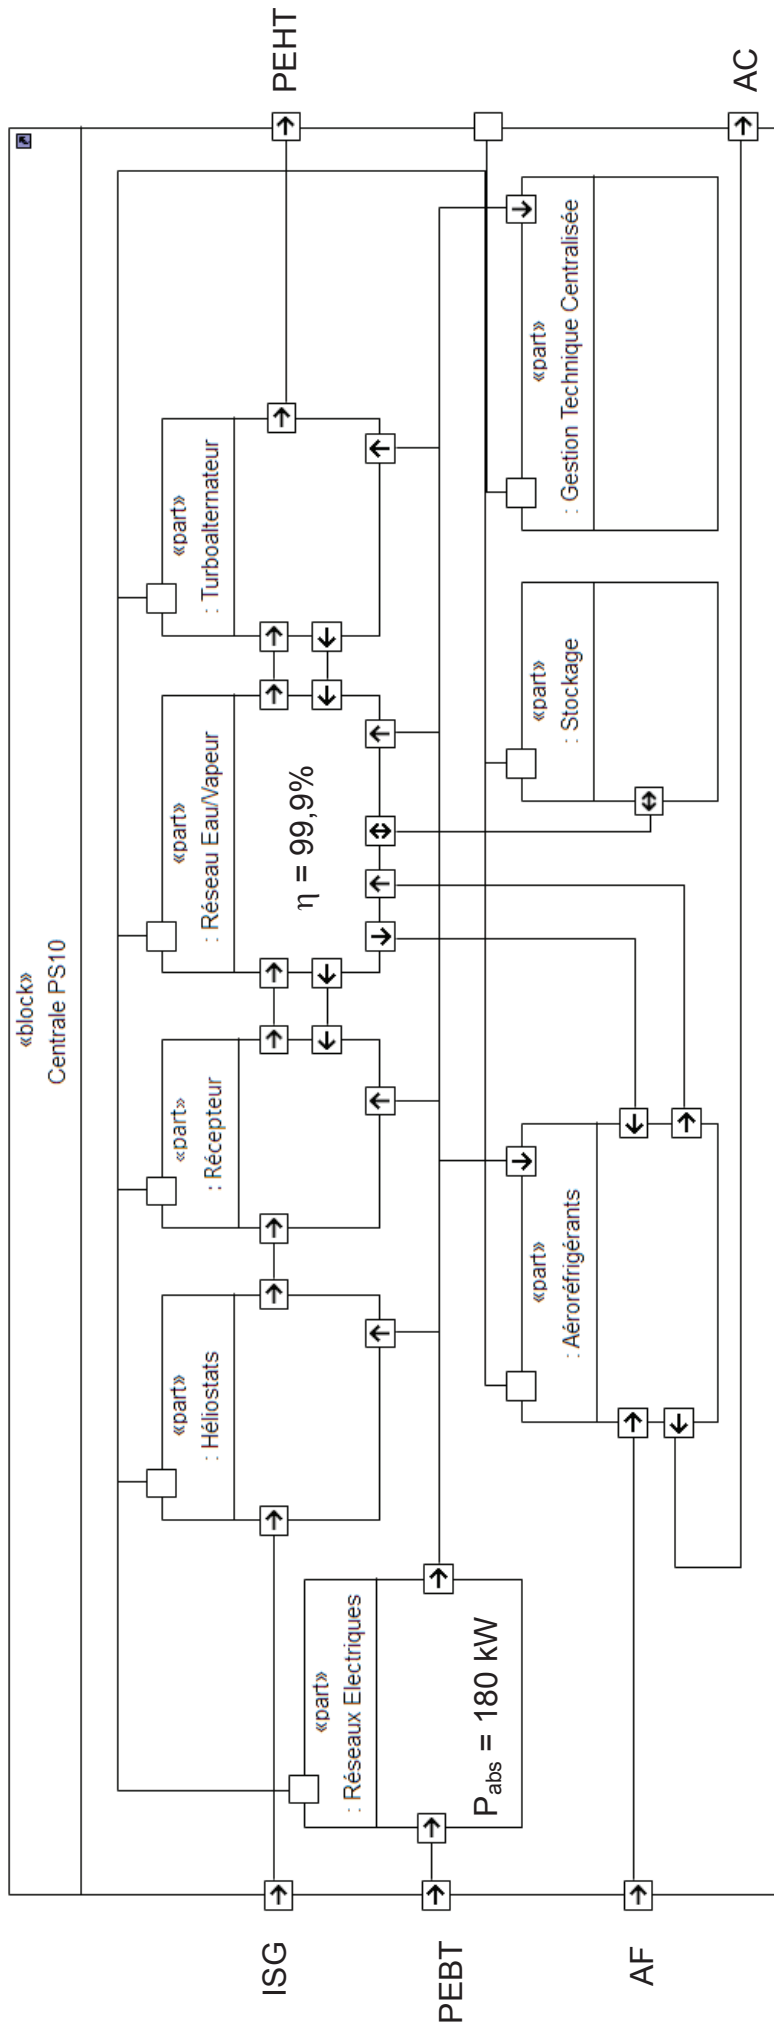 «block»
Centrale PS10
ISG
PEBT
AF
PEHT
AC
«part»
: Réseaux Electriques
P abs = 180 kW
«part»
: Héliostats
«part»
: Récepteur
«part»
: Réseau Eau/Vapeur
η = 99,9%
«part»
: Turboalternateur
«part»
: Aéroréfrigérants
«part»
: Stockage
«part»
: Gestion Technique Centralisée